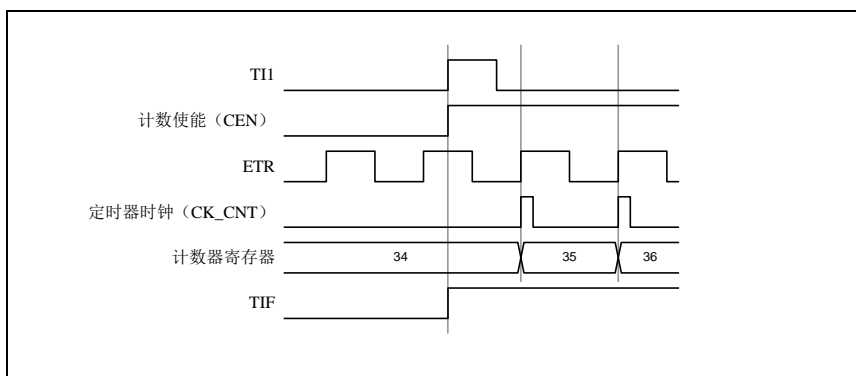 TI1
计数使能（CEN）
ETR
定时器时钟（CK_CNT）
计数器寄存器 34 35 36
TIF